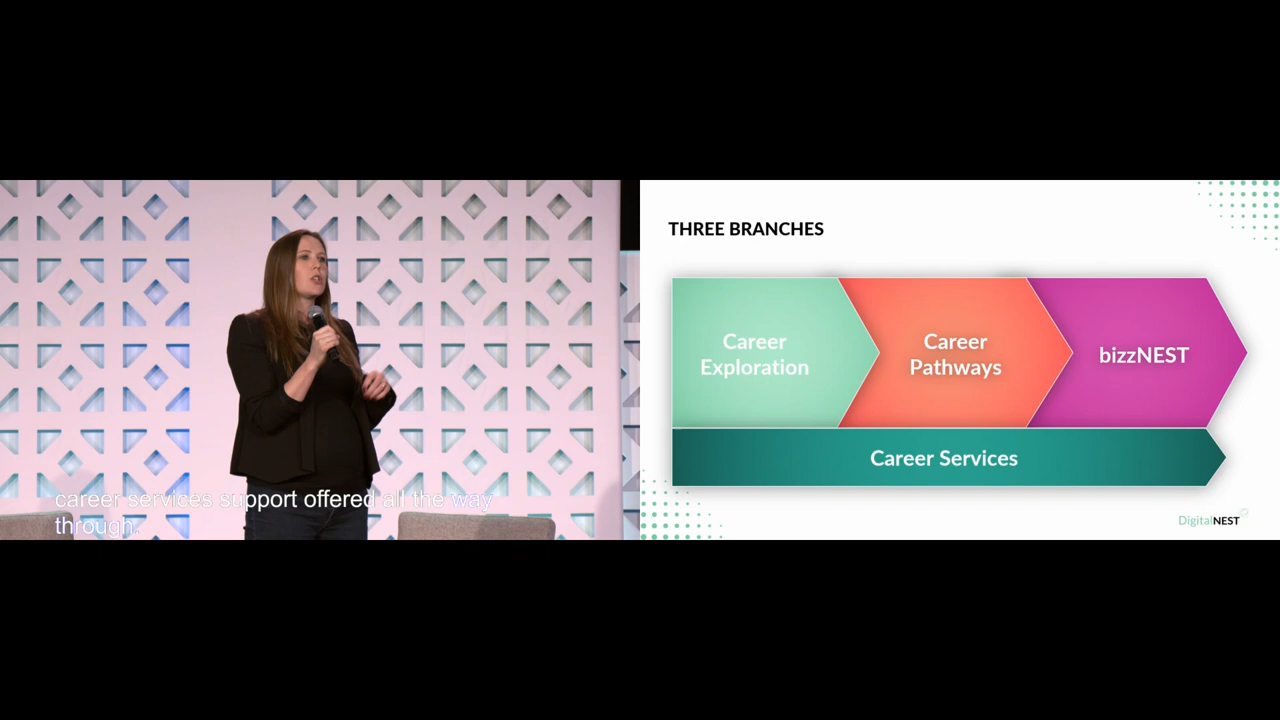 career services support offered all the way
through.
THREE BRANCHES
Career
Exploration
Career
Pathways
bizzNEST
Career Services
DigitalNEST